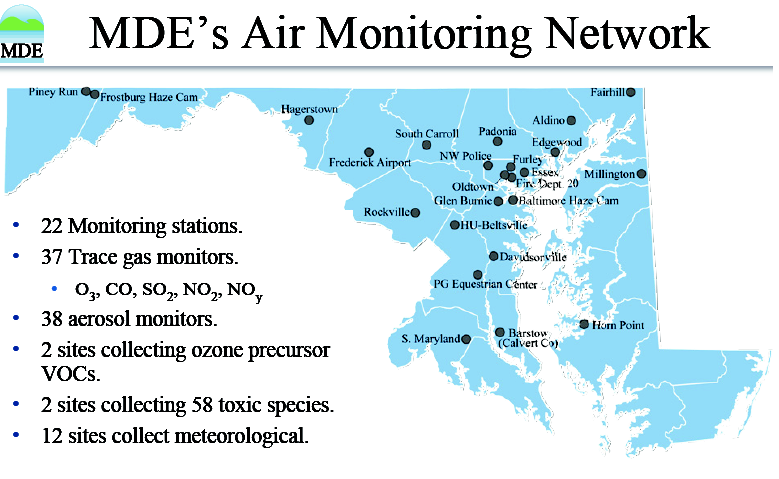 MDE
MDE's Air Monitoring Network
Piney Run
Frostburg Haze Cam
Hagerstown
Fairhill
Aldino
South Carroll
Padonia
Edgewood
Frederick Airport
NW Police
Furley
Essex
Millington
Oldtown
Fire Dept. 20
Glen Burnie
Baltimore Haze Cam
Rockville
HU-Beltsville
Davidsonville
PG Equestrian Center
Horn Point
S. Maryland
Barstow
(Calvert Co)
• 22 Monitoring stations.
• 37 Trace gas monitors.
• O₃, CO, SO₂, NO₂, NOy
• 38 aerosol monitors.
• 2 sites collecting ozone precursor
VOCs.
• 2 sites collecting 58 toxic species.
• 12 sites collect meteorological.